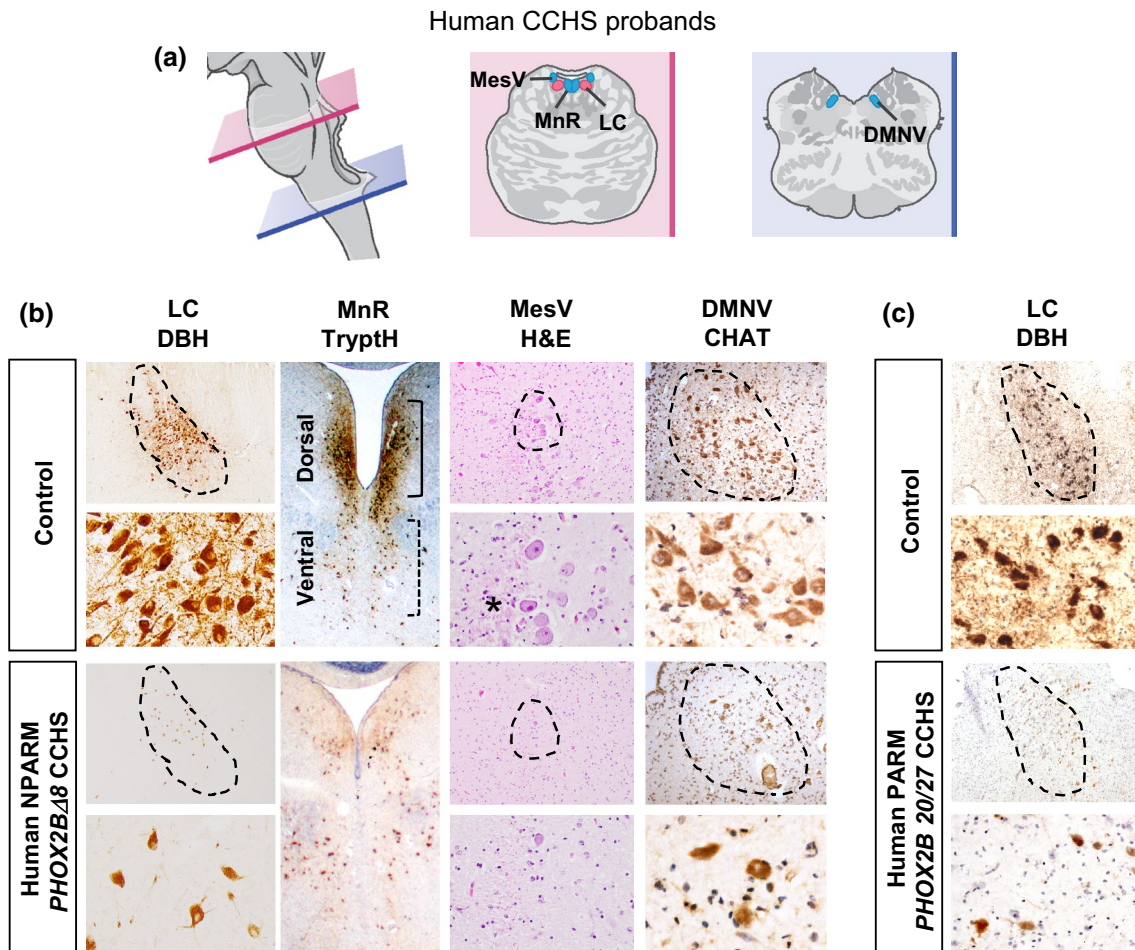 Human CCHS probands
(a)
MesV
MnR
LC
DMNV
(b)
LC
DBH
MnR
TryptH
MesV
H&E
DMNV
CHAT
(c)
LC
DBH
Control
Dorsal
Ventral
*
Control
Human NPARM
PHOX2BΔ8 CCHS
Human PARM
PHOX2B 20/27 CCHS